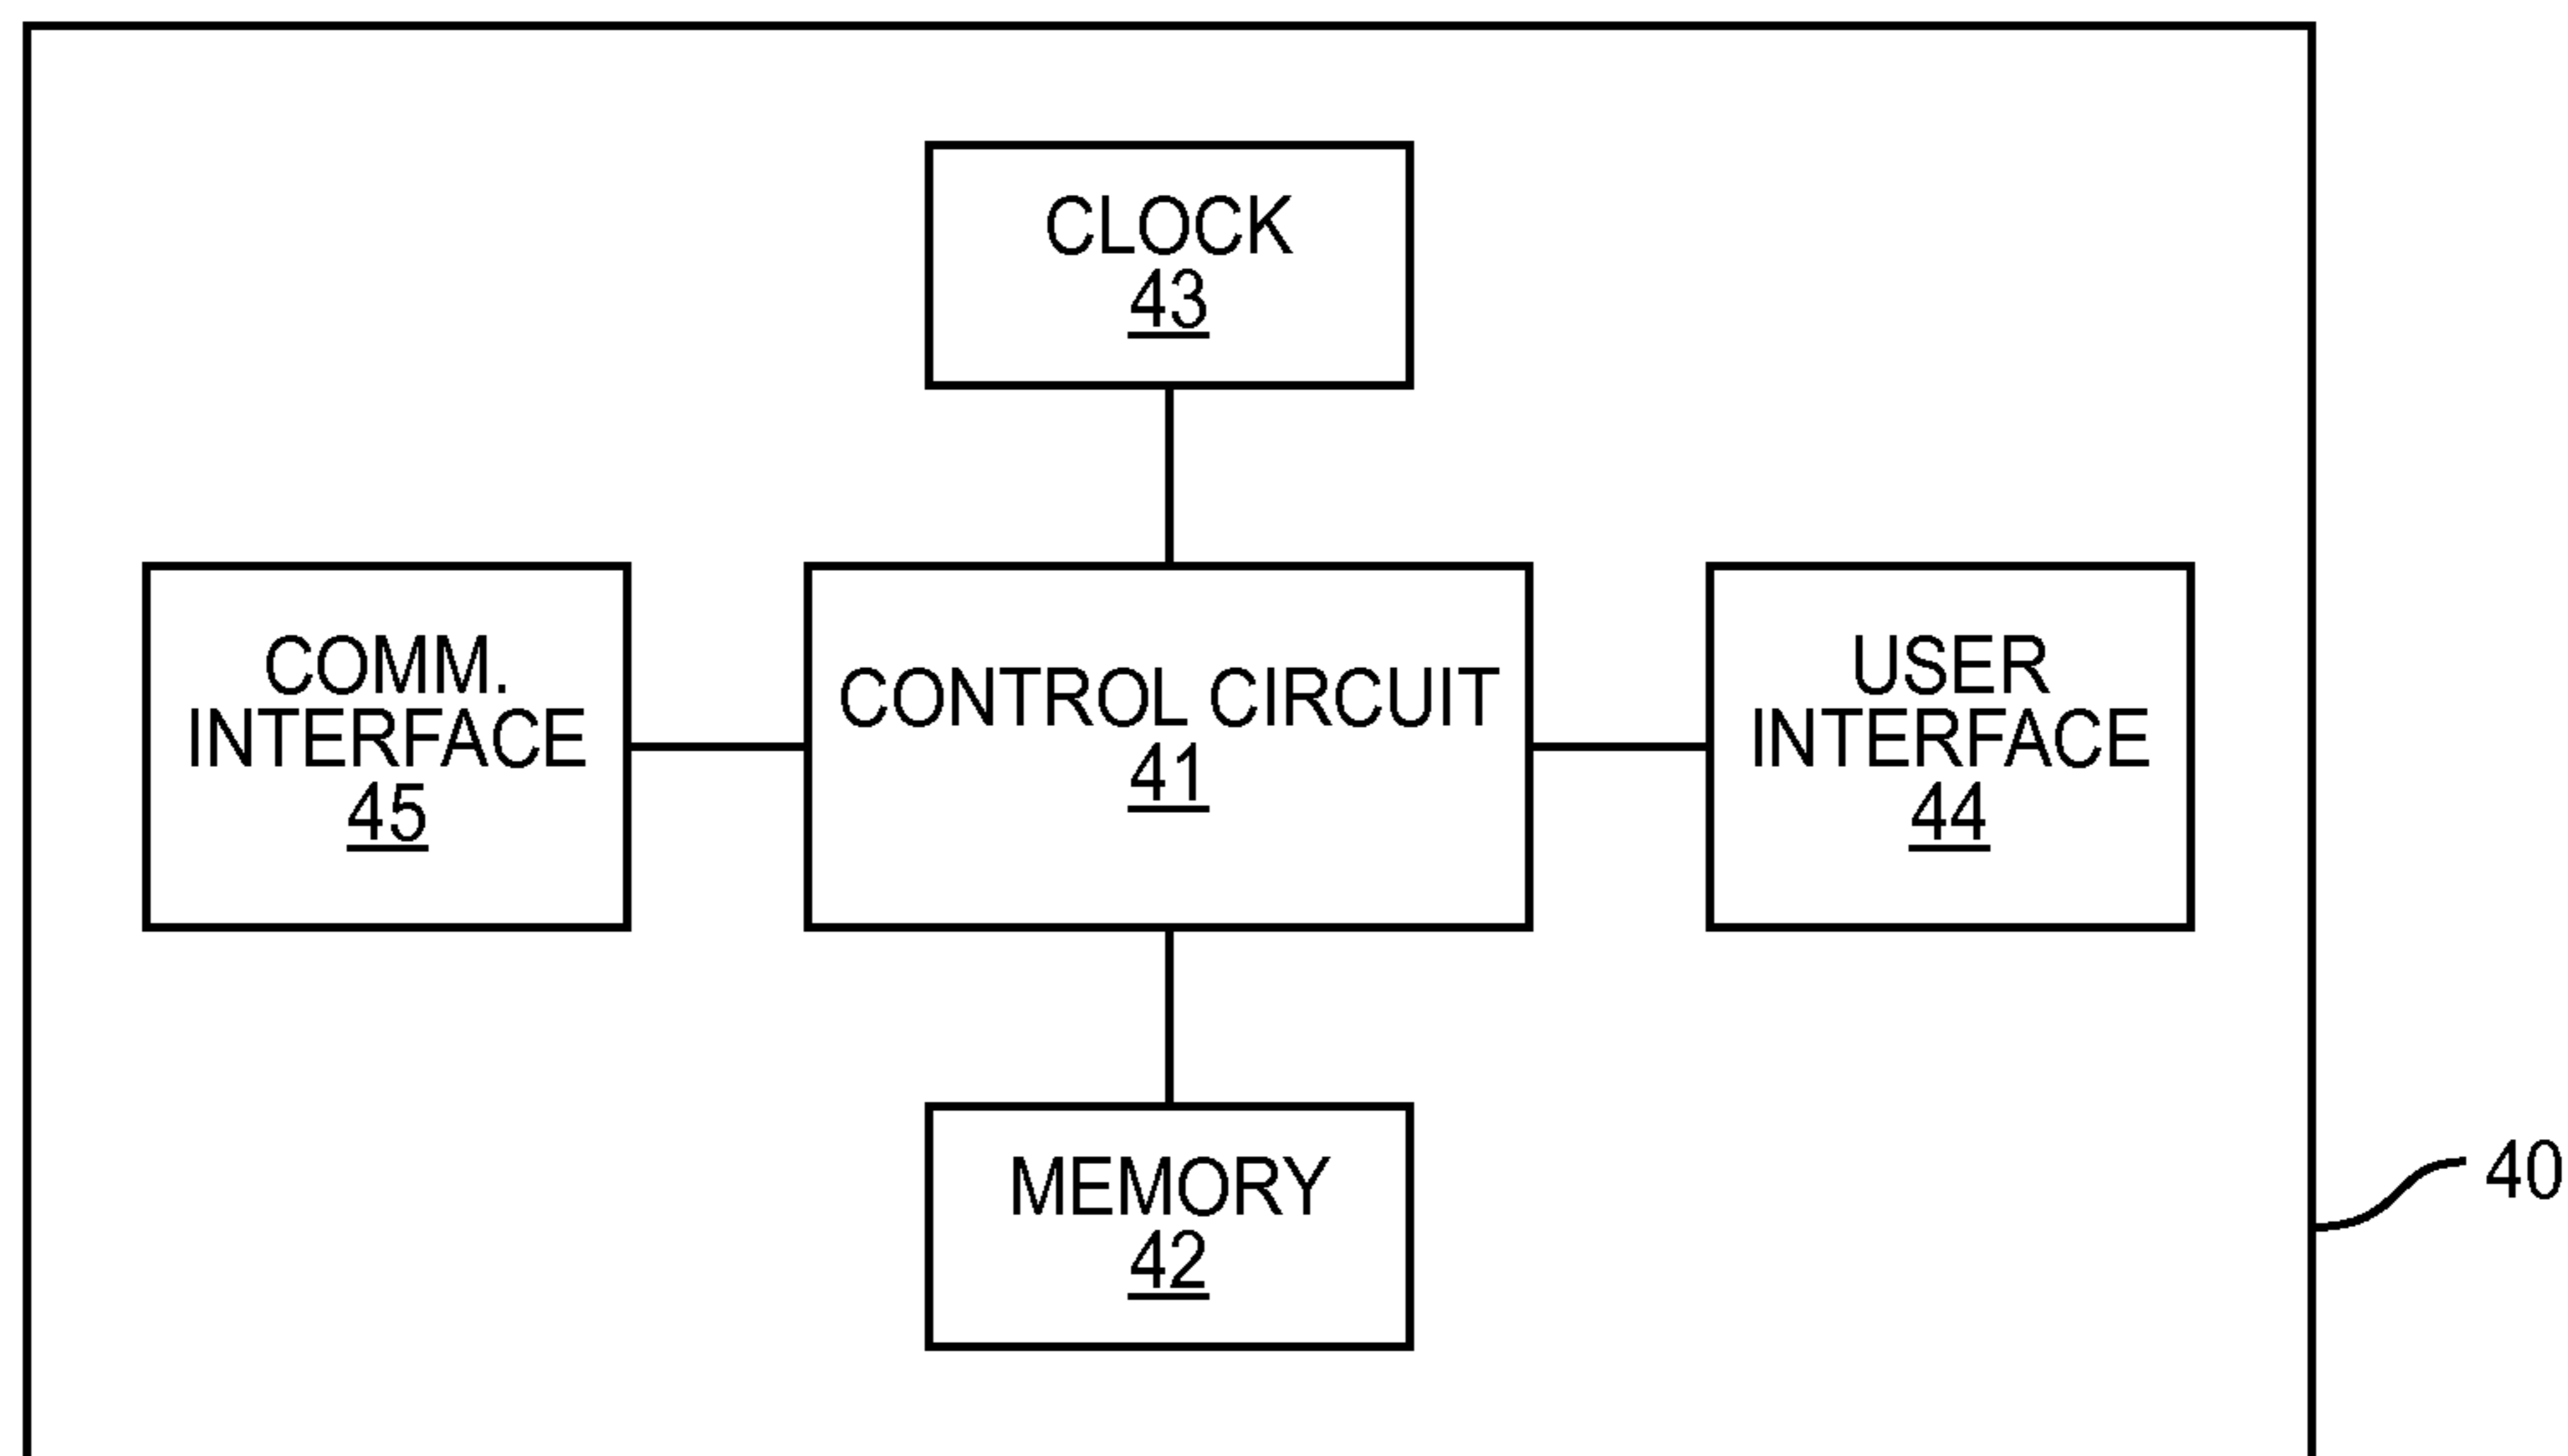 CLOCK
43
COMM.
INTERFACE
45
CONTROL CIRCUIT
41
USER
INTERFACE
44
MEMORY
42
40